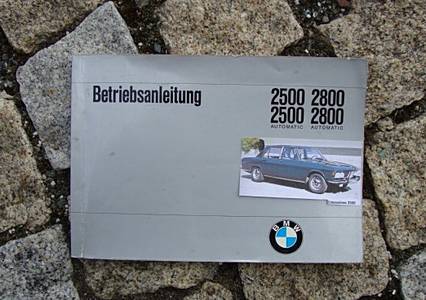 Betriebsanleitung
2500 2800
2500 2800
AUTOMATIC AUTOMATIC
BMW